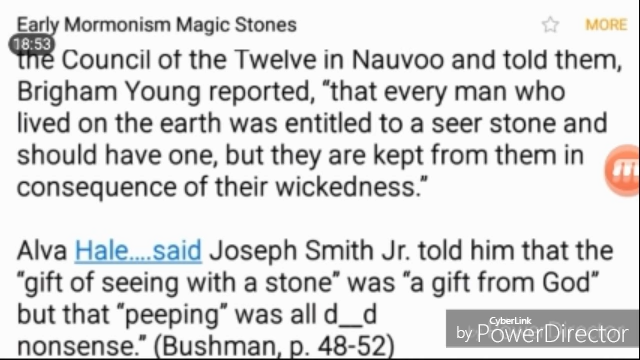 Early Mormonism Magic Stones
MORE
18:53
the Council of the Twelve in Nauvoo and told them,
Brigham Young reported, “that every man who
lived on the earth was entitled to a seer stone and
should have one, but they are kept from them in
consequence of their wickedness.”
Alva Hale....said Joseph Smith Jr. told him that the
“gift of seeing with a stone” was “a gift from God”
but that “peeping” was all d__d
nonsense.” (Bushman, p. 48-52)
CyberLink
by PowerDirector